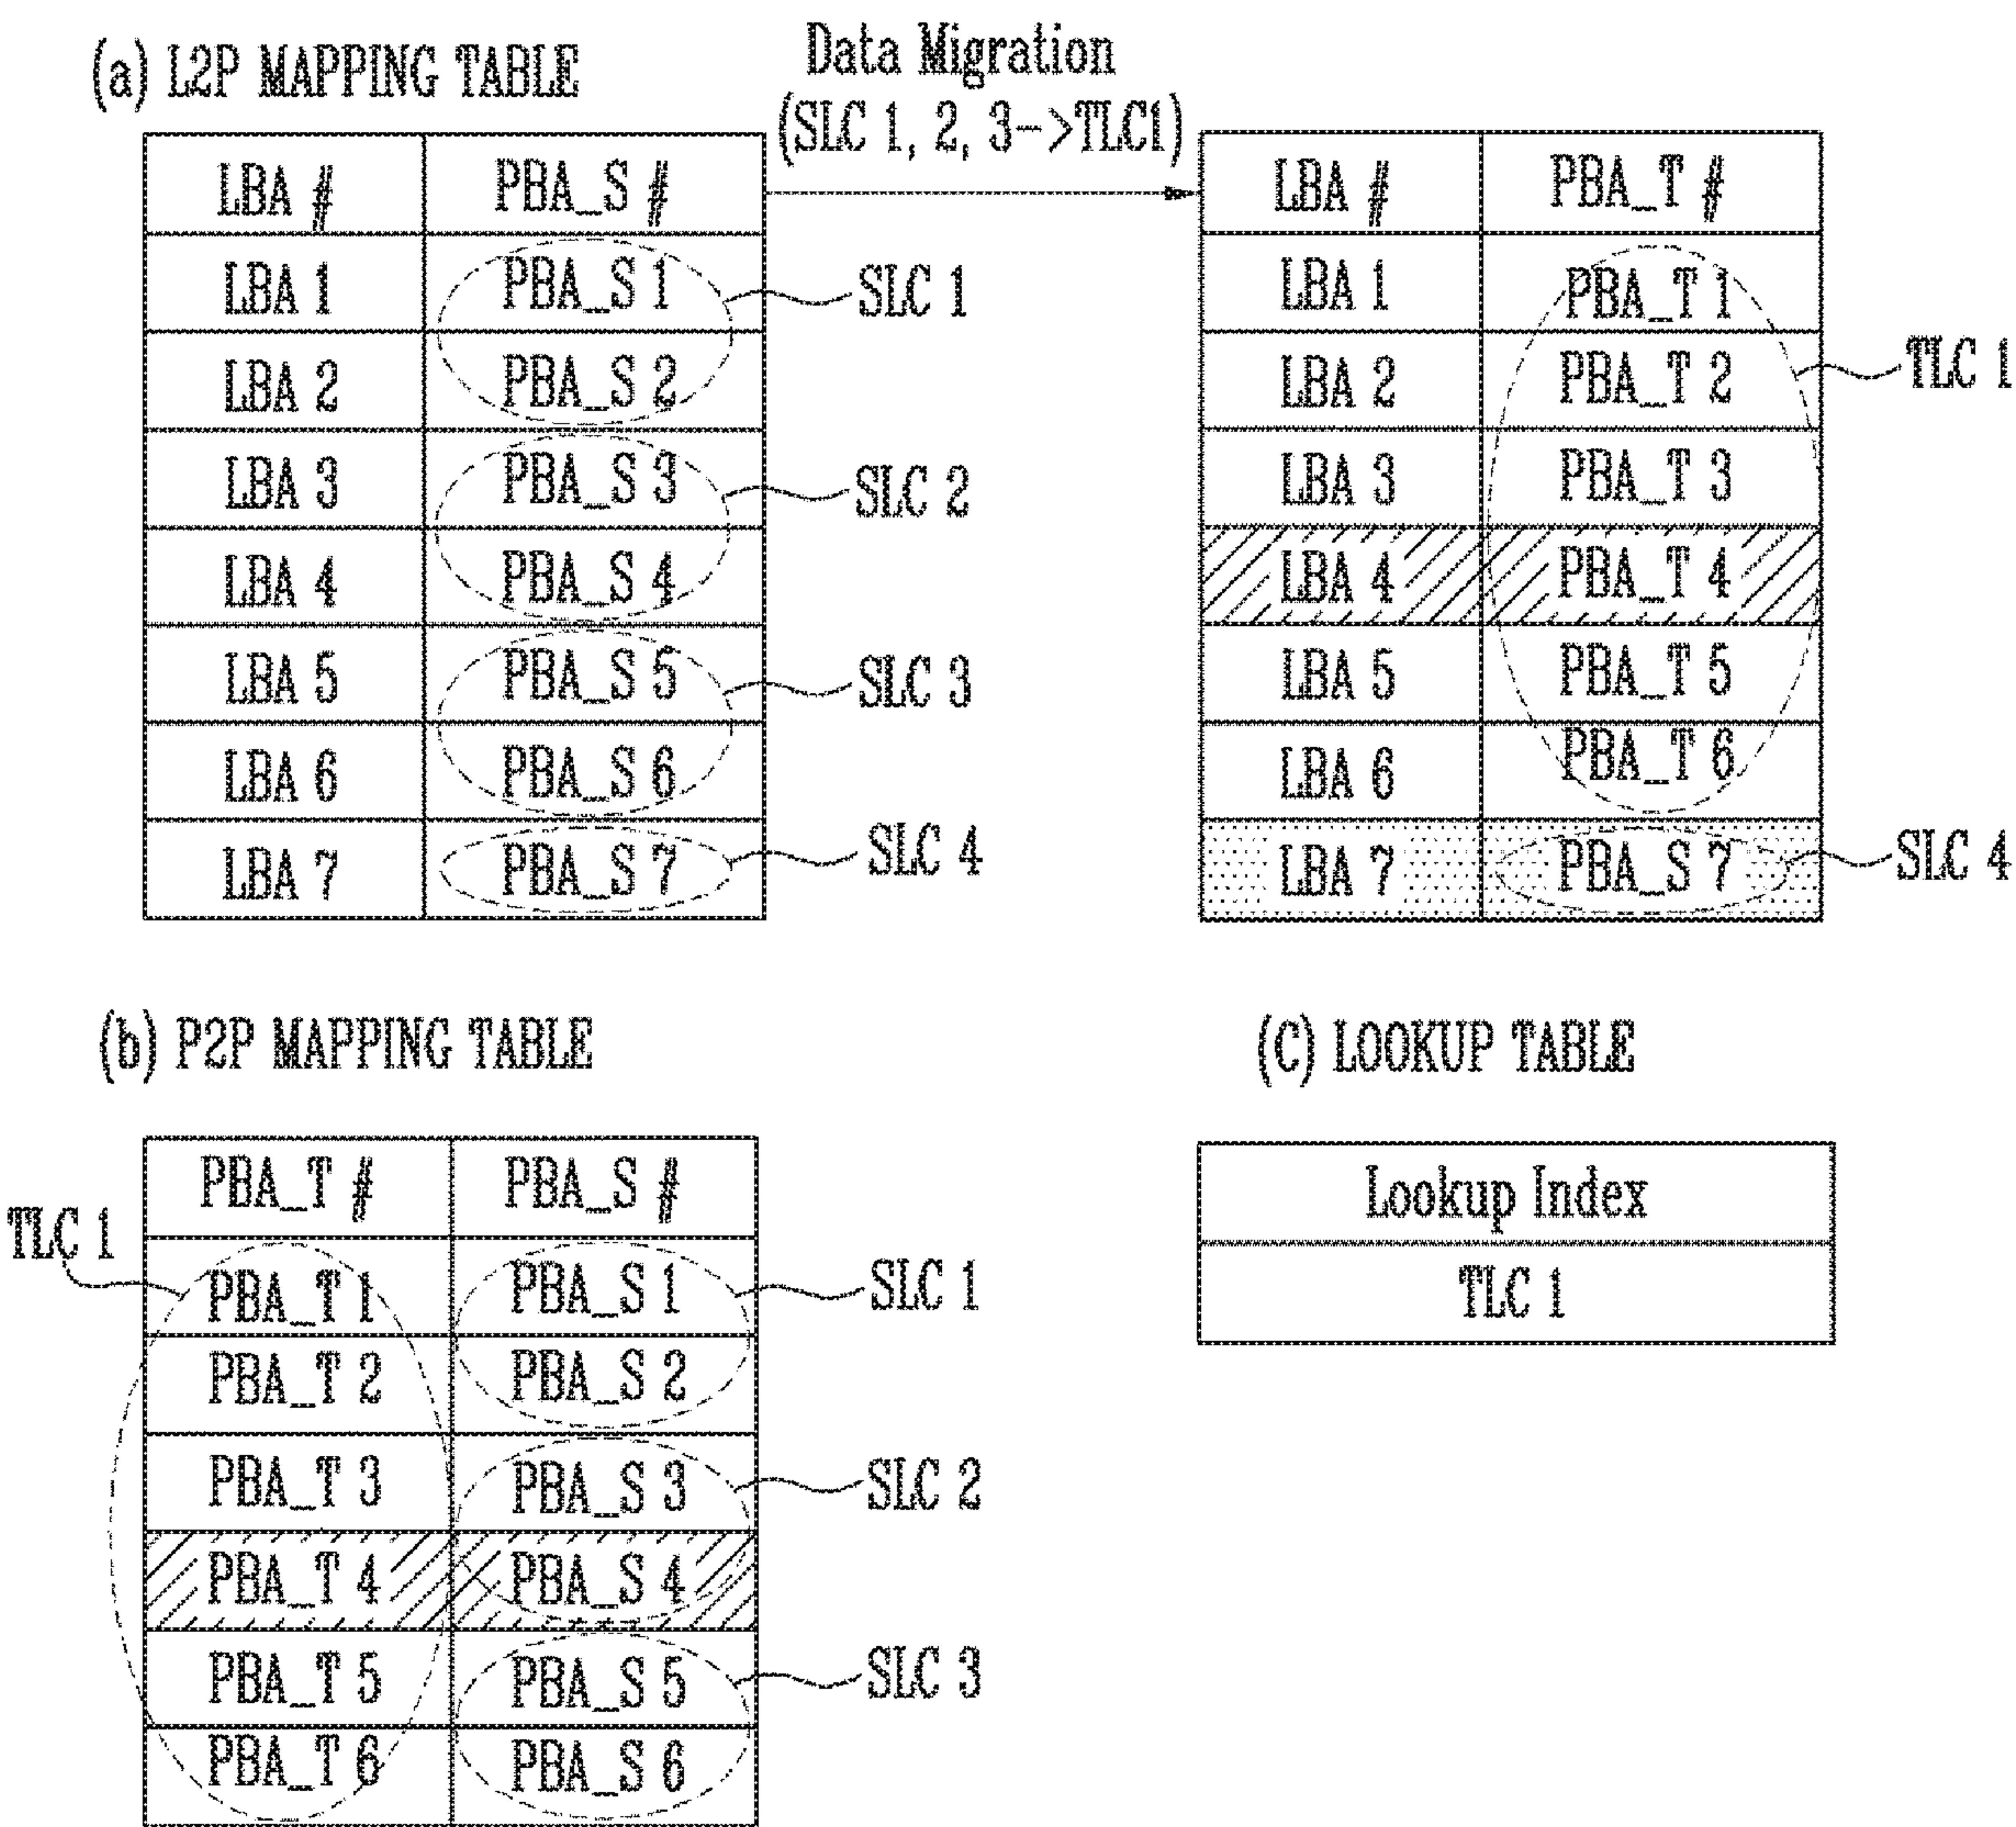 (a) L2P MAPPING TABLE
Data Migration
(SLC 1, 2, 3->TLC1)
LBA # PBA_S #
LBA 1 PBA_S 1
LBA 2 PBA_S 2
LBA 3 PBA_S 3
LBA 4 PBA_S 4
LBA 5 PBA_S 5
LBA 6 PBA_S 6
LBA 7 PBA_S 7
SLC 1
SLC 2
SLC 3
SLC 4
LBA # PBA_T #
LBA 1 PBA_T 1
LBA 2 PBA_T 2
LBA 3 PBA_T 3
LBA 4 PBA_T 4
LBA 5 PBA_T 5
LBA 6 PBA_T 6
LBA 7 PBA_S 7
TLC 1
SLC 4
(b) P2P MAPPING TABLE
TLC 1
PBA_T # PBA_S #
PBA_T 1 PBA_S 1
PBA_T 2 PBA_S 2
PBA_T 3 PBA_S 3
PBA_T 4 PBA_S 4
PBA_T 5 PBA_S 5
PBA_T 6 PBA_S 6
SLC 1
SLC 2
SLC 3
(C) LOOKUP TABLE
Lookup Index
TLC 1